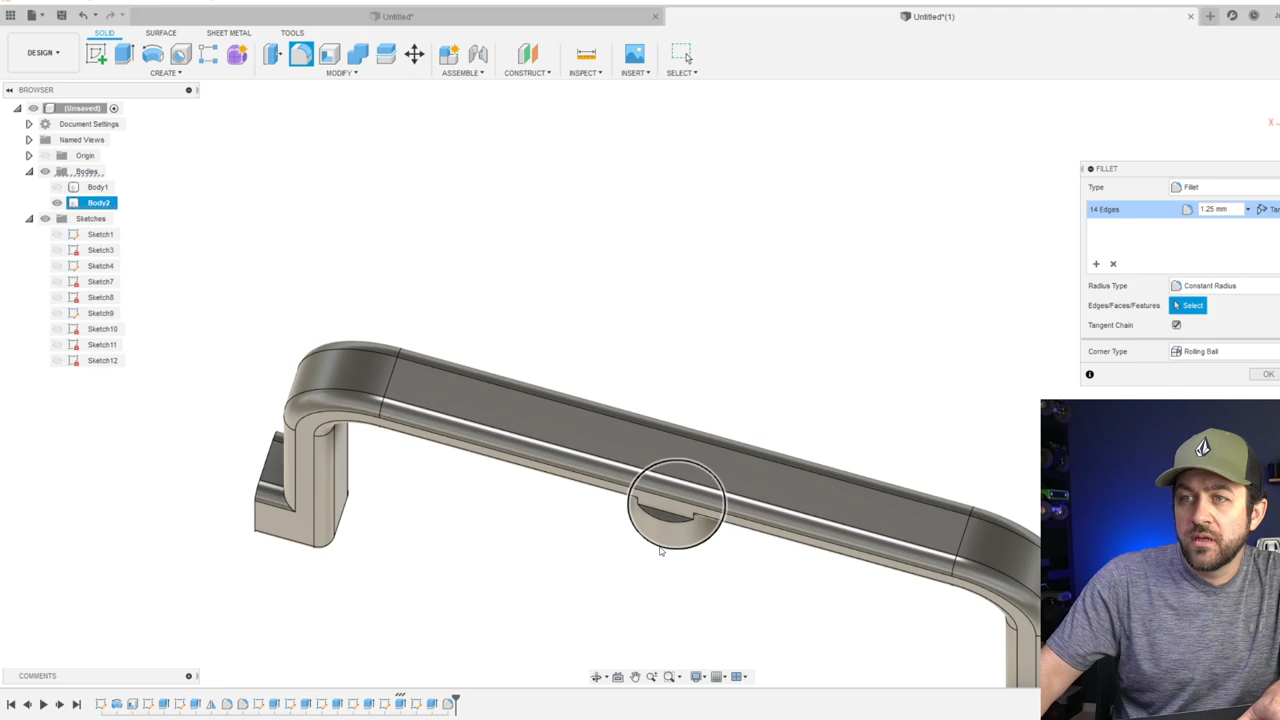 Untitled*
Untitled*(1)
SOLID
SURFACE
SHEET METAL
TOOLS
DESIGN
CREATE
MODIFY
ASSEMBLE
CONSTRUCT
INSPECT
INSERT
SELECT
BROWSER
(Unsaved)
Document Settings
Named Views
Origin
Bodies
Body1
Body2
Sketches
Sketch1
Sketch3
Sketch4
Sketch7
Sketch8
Sketch9
Sketch10
Sketch11
Sketch12
X
FILLET
Type
Fillet
14 Edges
1.25 mm
Tan
Radius Type
Constant Radius
Edges/Faces/Features
Select
Tangent Chain
Corner Type
Rolling Ball
OK
COMMENTS